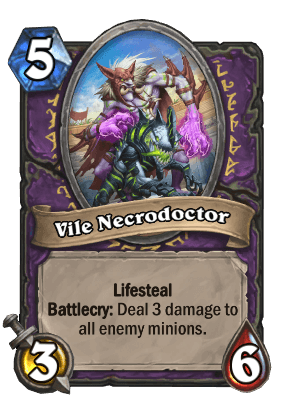 5
Vile Necrodoctor
Lifesteal
Battlecry: Deal 3 damage to
all enemy minions.
3
6